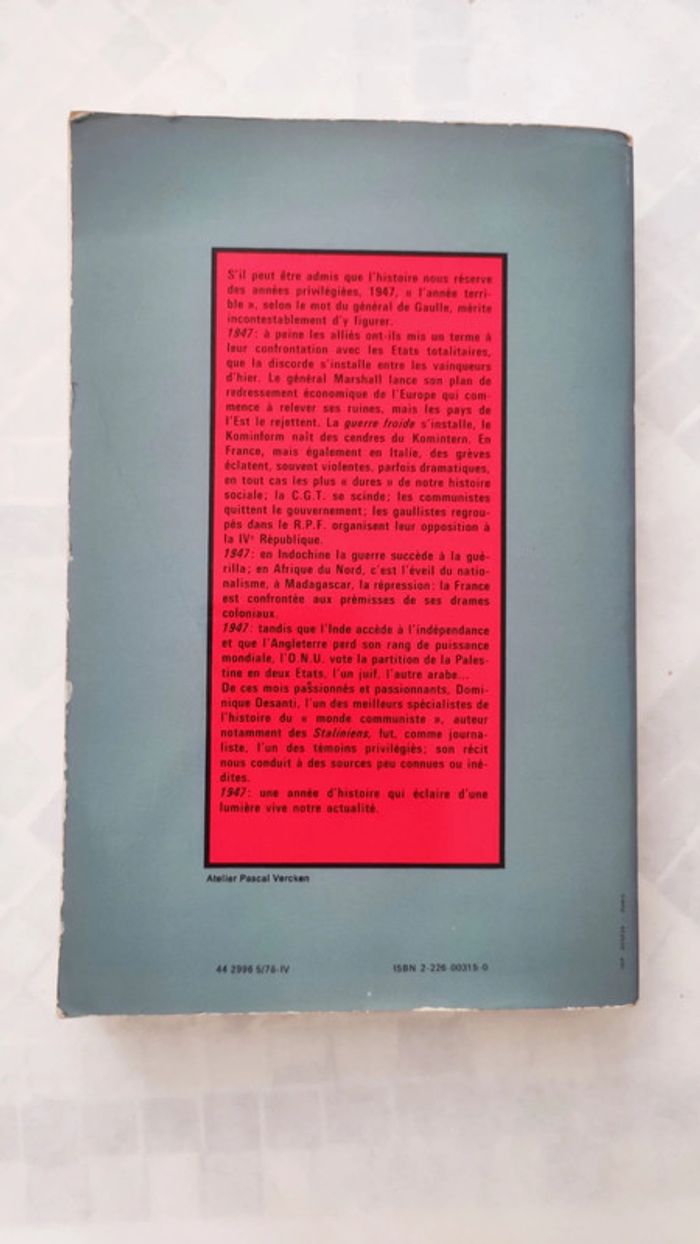 S'il peut être admis que l'histoire nous réserve
des années privilégiées, 1947, « l'année terri-
ble », selon le mot du général de Gaulle, mérite
incontestablement d'y figurer.
1947: à peine les alliés ont-ils mis un terme à
leur confrontation avec les Etats totalitaires,
que la discorde s'installe entre les vainqueurs
d'hier. Le général Marshall lance son plan de
redressement économique de l'Europe qui com-
mence à relever ses ruines, mais les pays de
l'Est le rejettent. La guerre froide s'installe, le
Kominform naît des cendres du Komintern. En
France, mais également en Italie, des grèves
éclatent, souvent violentes, parfois dramatiques,
en tout cas les plus « dures » de notre histoire
sociale; la C.G.T. se scinde; les communistes
quittent le gouvernement; les gaullistes regrou-
pés dans le R.P.F. organisent leur opposition à
la IVe République.
1947: en Indochine la guerre succède à la gué-
rilla; en Afrique du Nord, c'est l'éveil du natio-
nalisme, à Madagascar, la répression: la France
est confrontée aux prémisses de ses drames
coloniaux.
1947: tandis que l'Inde accède à l'indépendance
et que l'Angleterre perd son rang de puissance
mondiale, l'O.N.U. vote la partition de la Pales-
tine en deux Etats, l'un juif, l'autre arabe...
De ces mois passionnés et passionnants, Domi-
nique Desanti, l'un des meilleurs spécialistes de
l'histoire du « monde communiste », auteur
notamment des Staliniens, fut, comme journa-
liste, l'un des témoins privilégiés; son récit
nous conduit à des sources peu connues ou iné-
dites.
1947: une année d'histoire qui éclaire d'une
lumière vive notre actualité.
Atelier Pascal Vercken
44 2996 5/76-IV
ISBN 2-226-00315-0